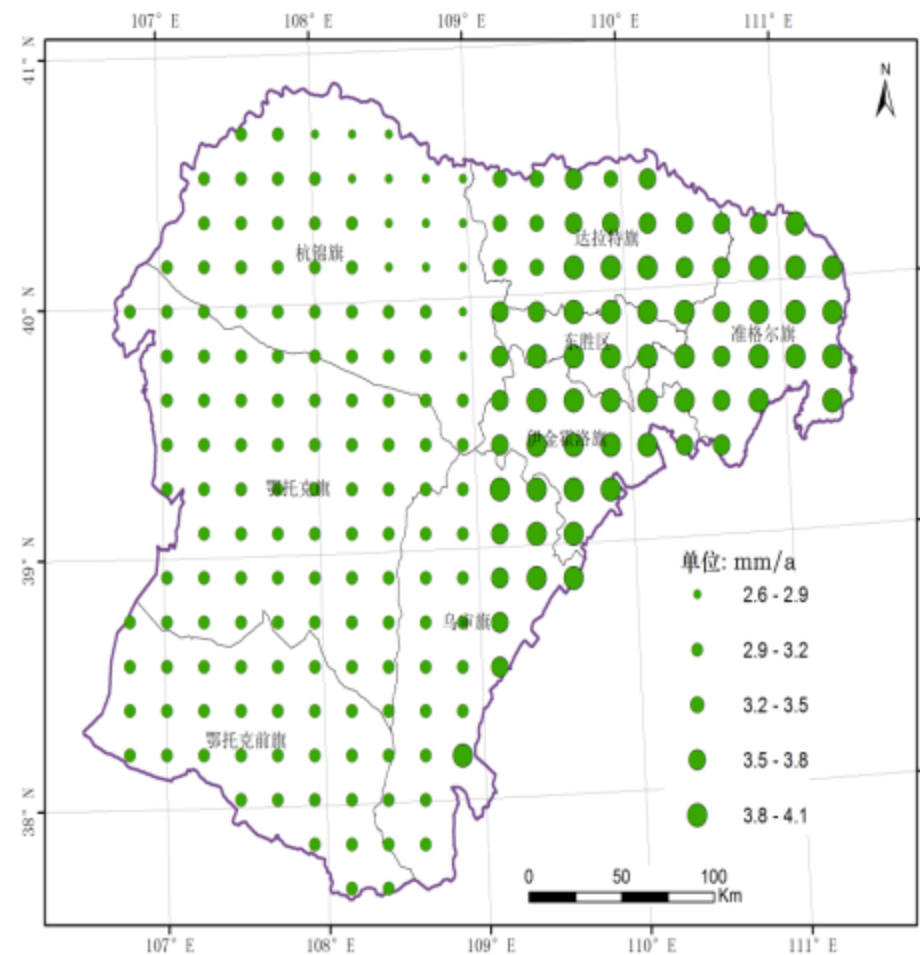 107° E 108° E 109° E 110° E 111° E
41° N
N
杭锦旗
达拉特旗
40° N
东胜区
准格尔旗
伊金霍洛旗
鄂托克旗
39° N
单位: mm/a
2.6 - 2.9
乌审旗
2.9 - 3.2
3.2 - 3.5
鄂托克前旗
3.5 - 3.8
38° N
3.8 - 4.1
0 50 100
Km
107° E 108° E 109° E 110° E 111° E